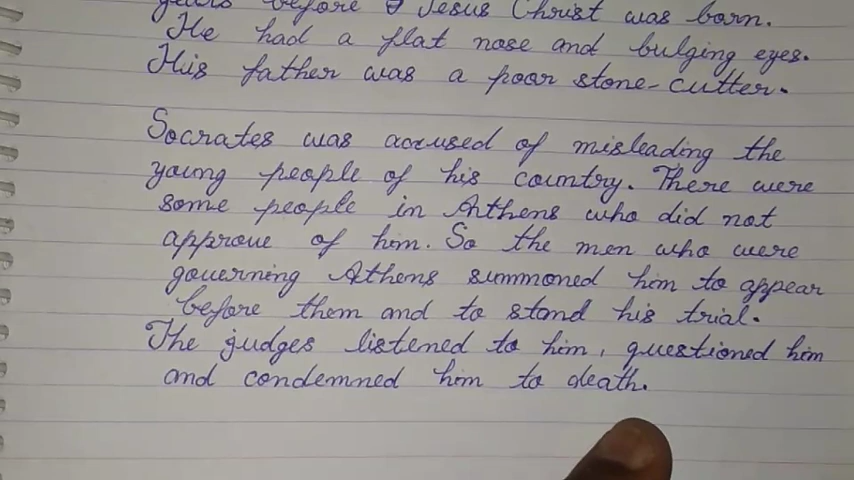 years before Jesus Christ was born.
He had a flat nose and bulging eyes.
His father was a poor stone-cutter.
Socrates was accused of misleading the
young people of his country. There were
some people in Anthens who did not
approve of him. So the men who were
governing Athens summoned him to appear
before them and to stand his trial.
The judges listened to him, questioned him
and condemned him to death.